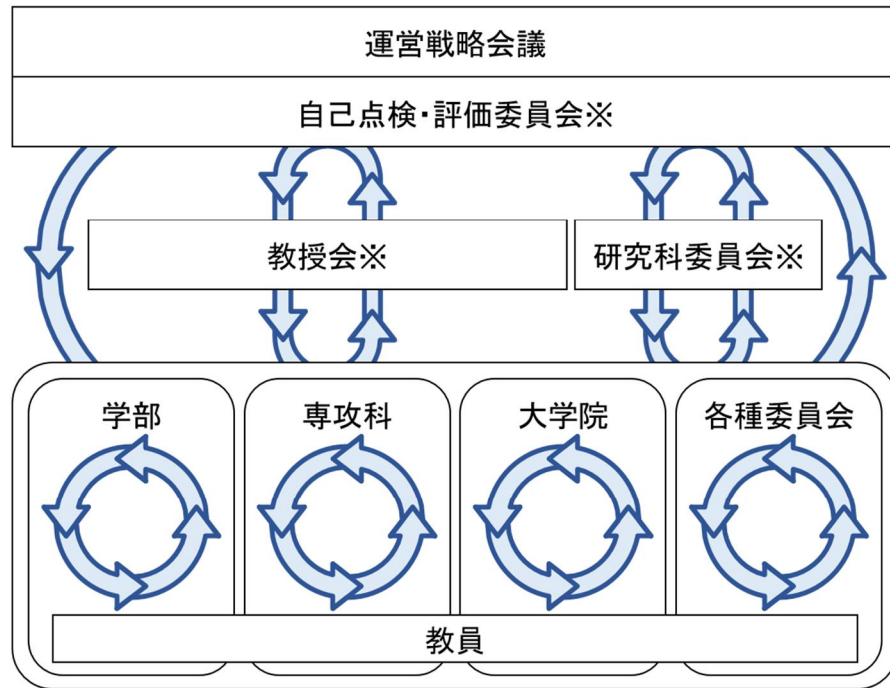 運営戦略会議
自己点検・評価委員会※
教授会※
研究科委員会※
学部
専攻科
大学院
各種委員会
教員